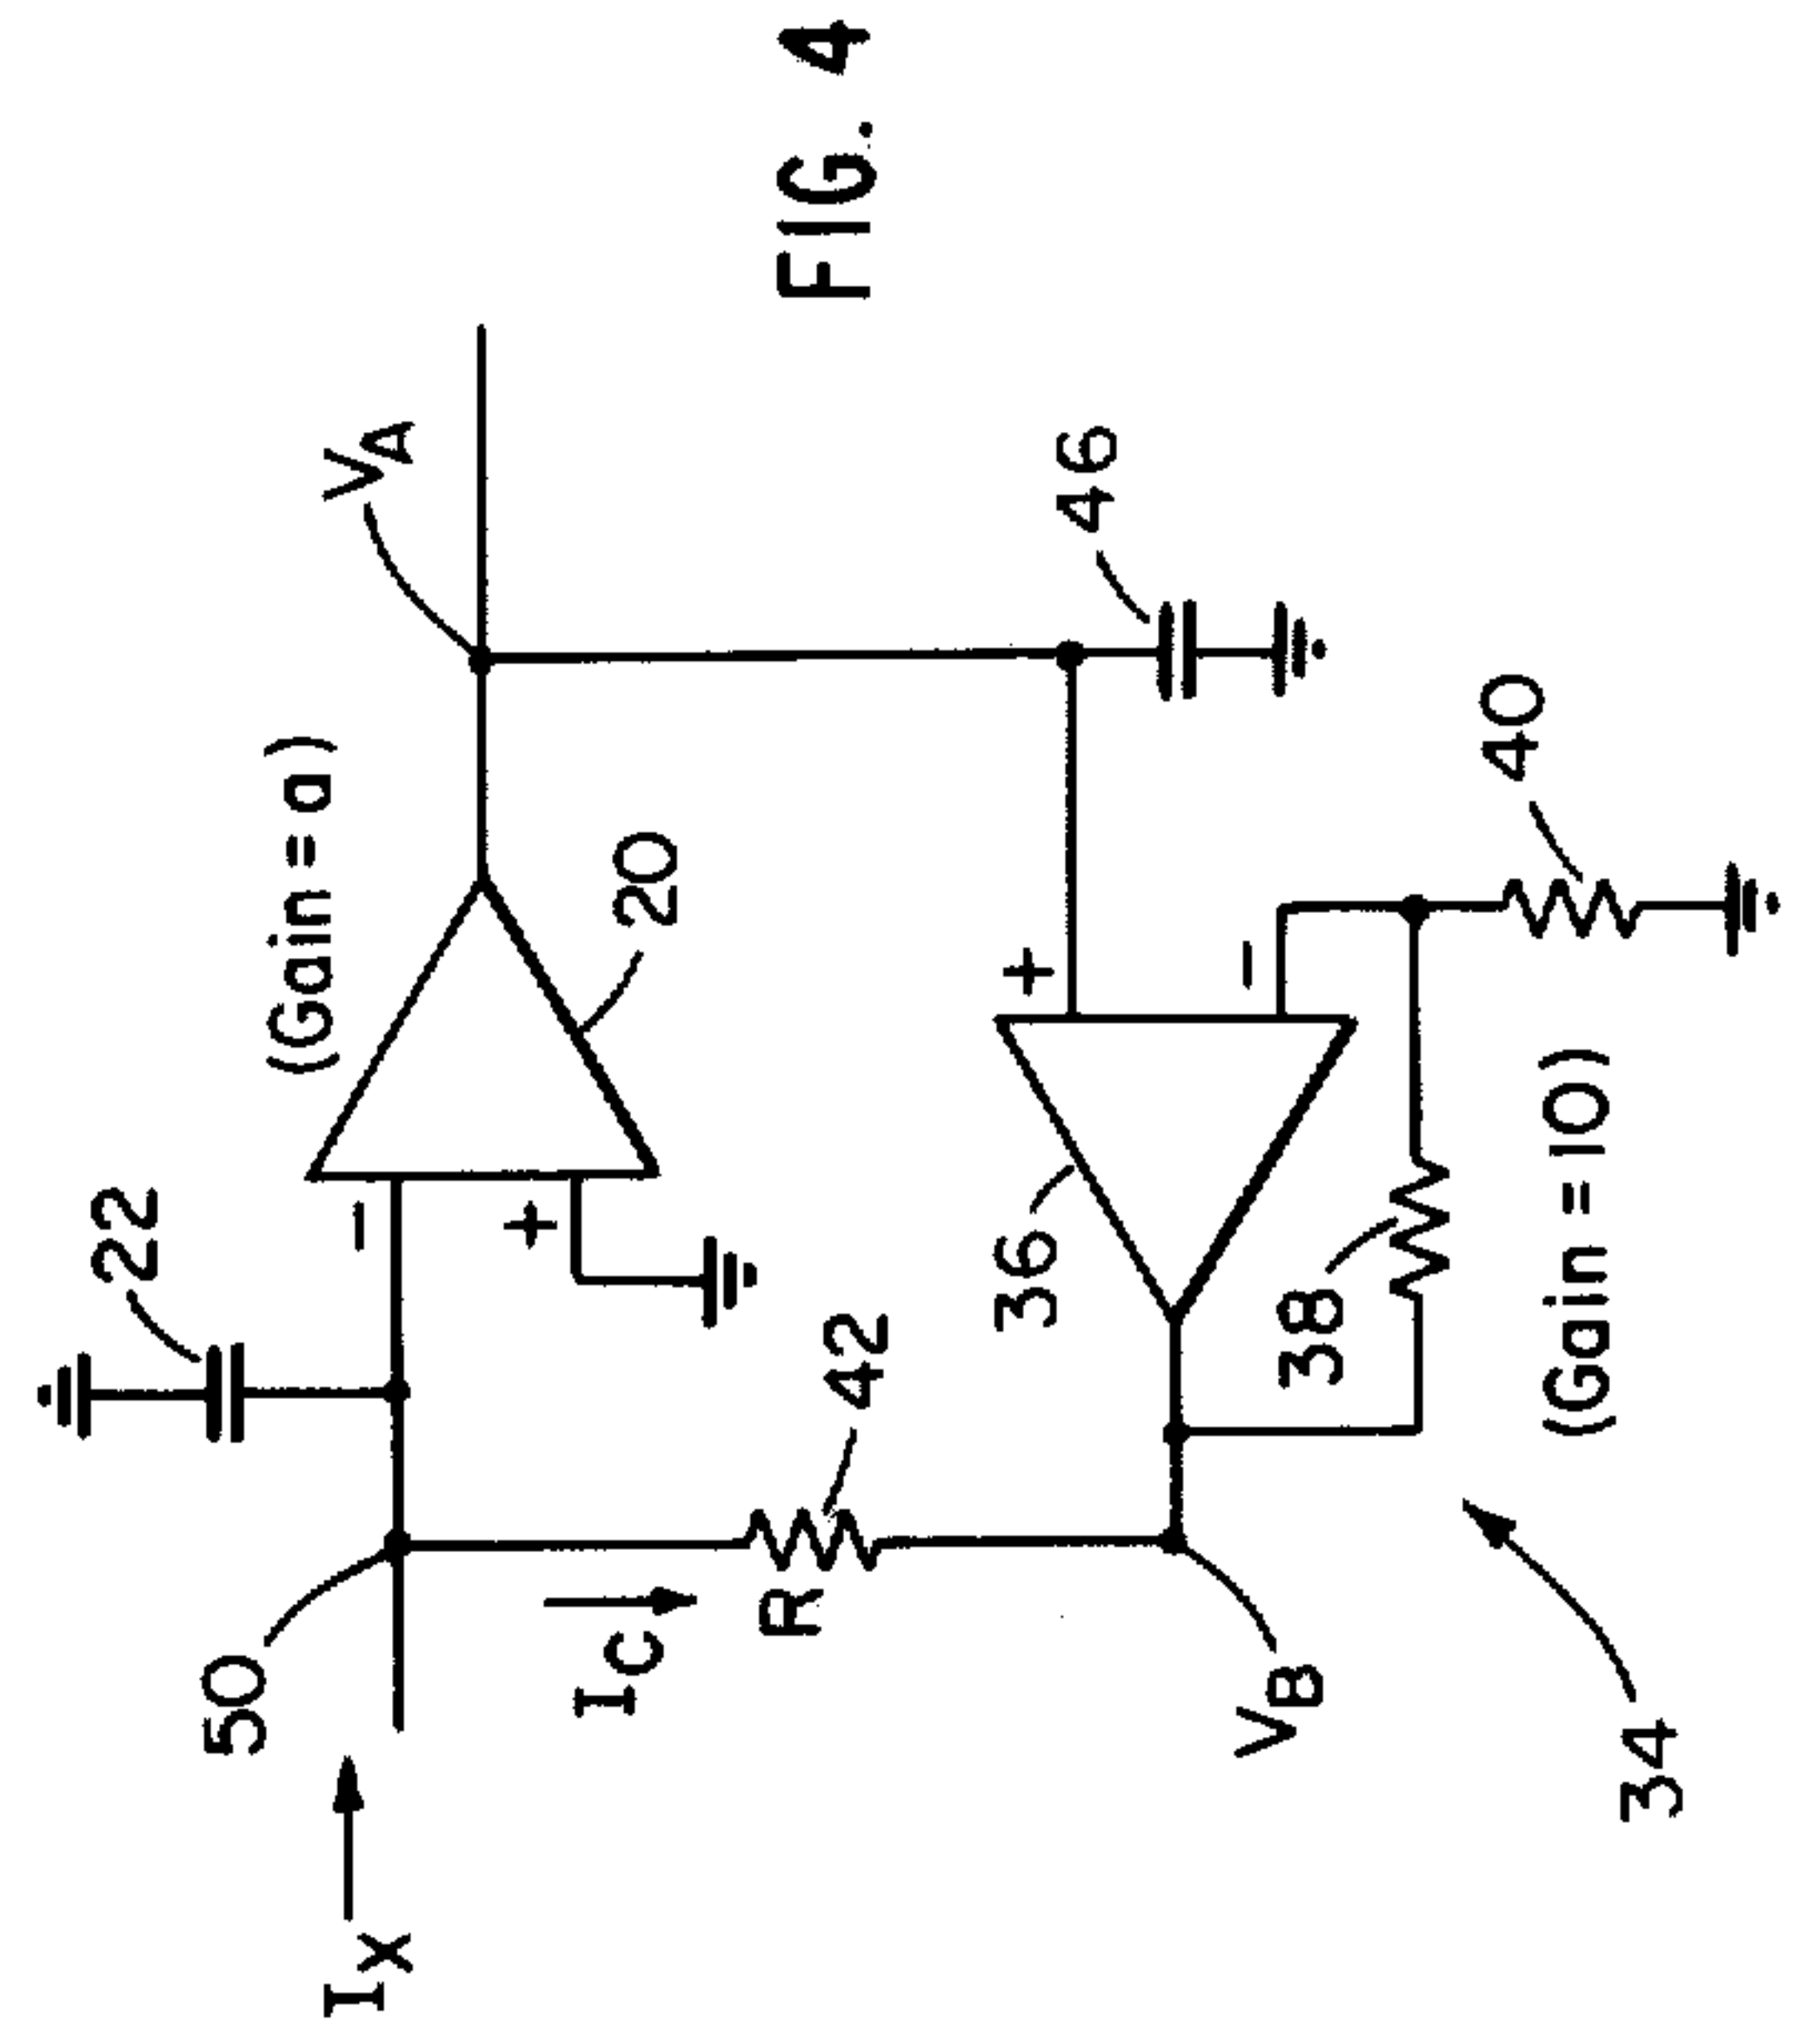 FIG. 4
22
(Gain = a)
VA
50
IX
20
IC
R
42
36
46
VB
38
40
(Gain = 10)
34
−
+
+
−